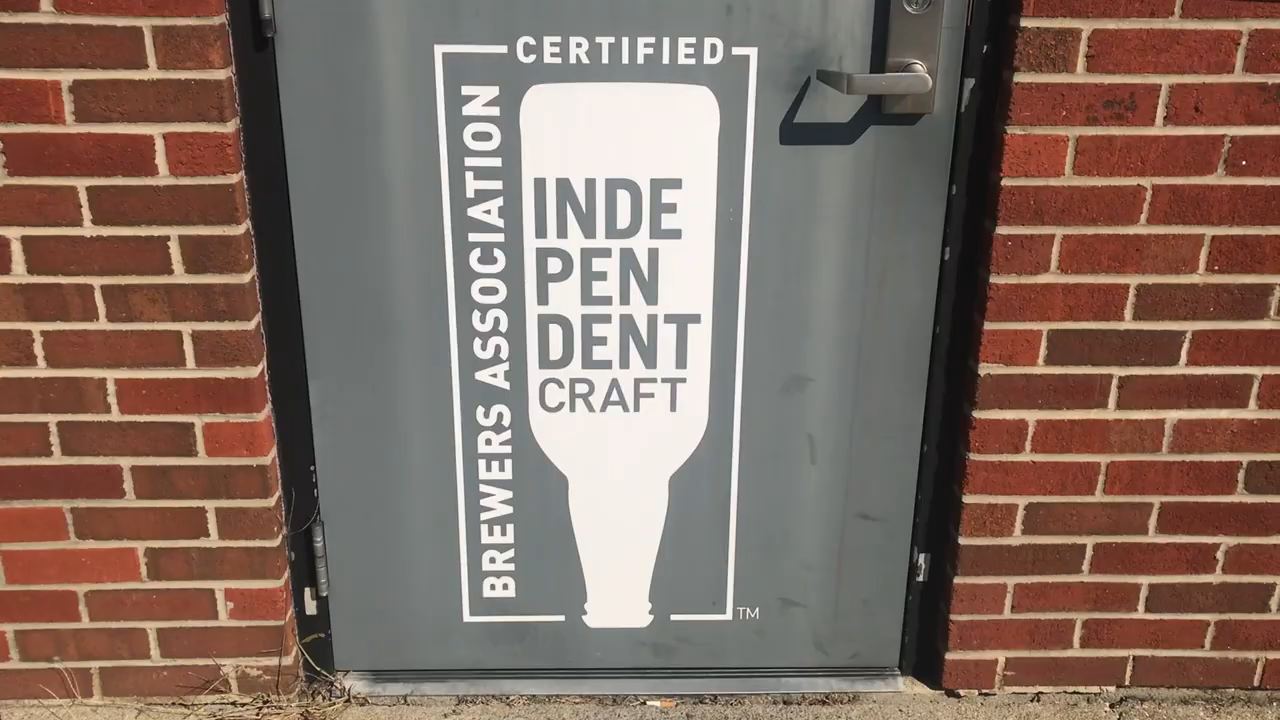 CERTIFIED
BREWERS ASSOCIATION
INDE
PEN
DENT
CRAFT
TM